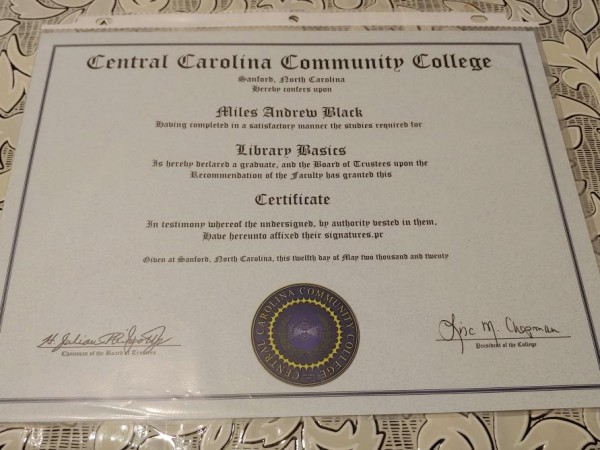 Central Carolina Community College
Sanford, North Carolina
Hereby confers upon
Miles Andrew Black
Having completed in a satisfactory manner the studies required for
Library Basics
Is hereby declared a graduate, and the Board of Trustees upon the
Recommendation of the Faculty has granted this
Certificate
In testimony whereof the undersigned, by authority vested in them,
Have hereunto affixed their signatures.pr
Given at Sanford, North Carolina, this twelfth day of May two thousand and twenty
CENTRAL CAROLINA COMMUNITY COLLEGE
H. Julian
Chairman of the Board of Trustees
M. Chapman
President of the College